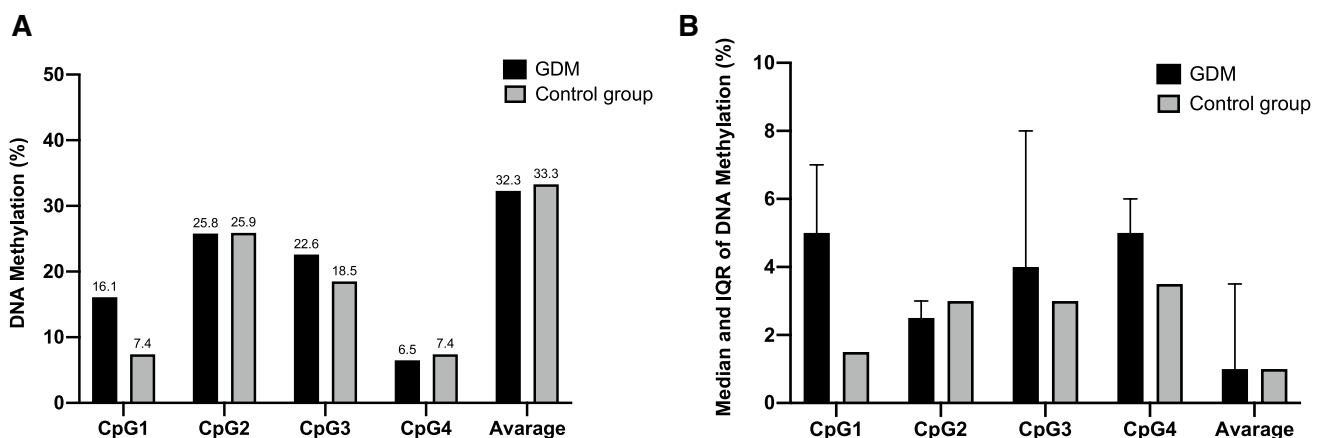 A
DNA Methylation (%)
50
40
30
20
10
0
GDM
Control group
16.1
7.4
25.8
25.9
22.6
18.5
6.5
7.4
32.3
33.3
CpG1
CpG2
CpG3
CpG4
Avarage
B
Median and IQR of DNA Methylation (%)
10
8
6
4
2
0
GDM
Control group
CpG1
CpG2
CpG3
CpG4
Avarage